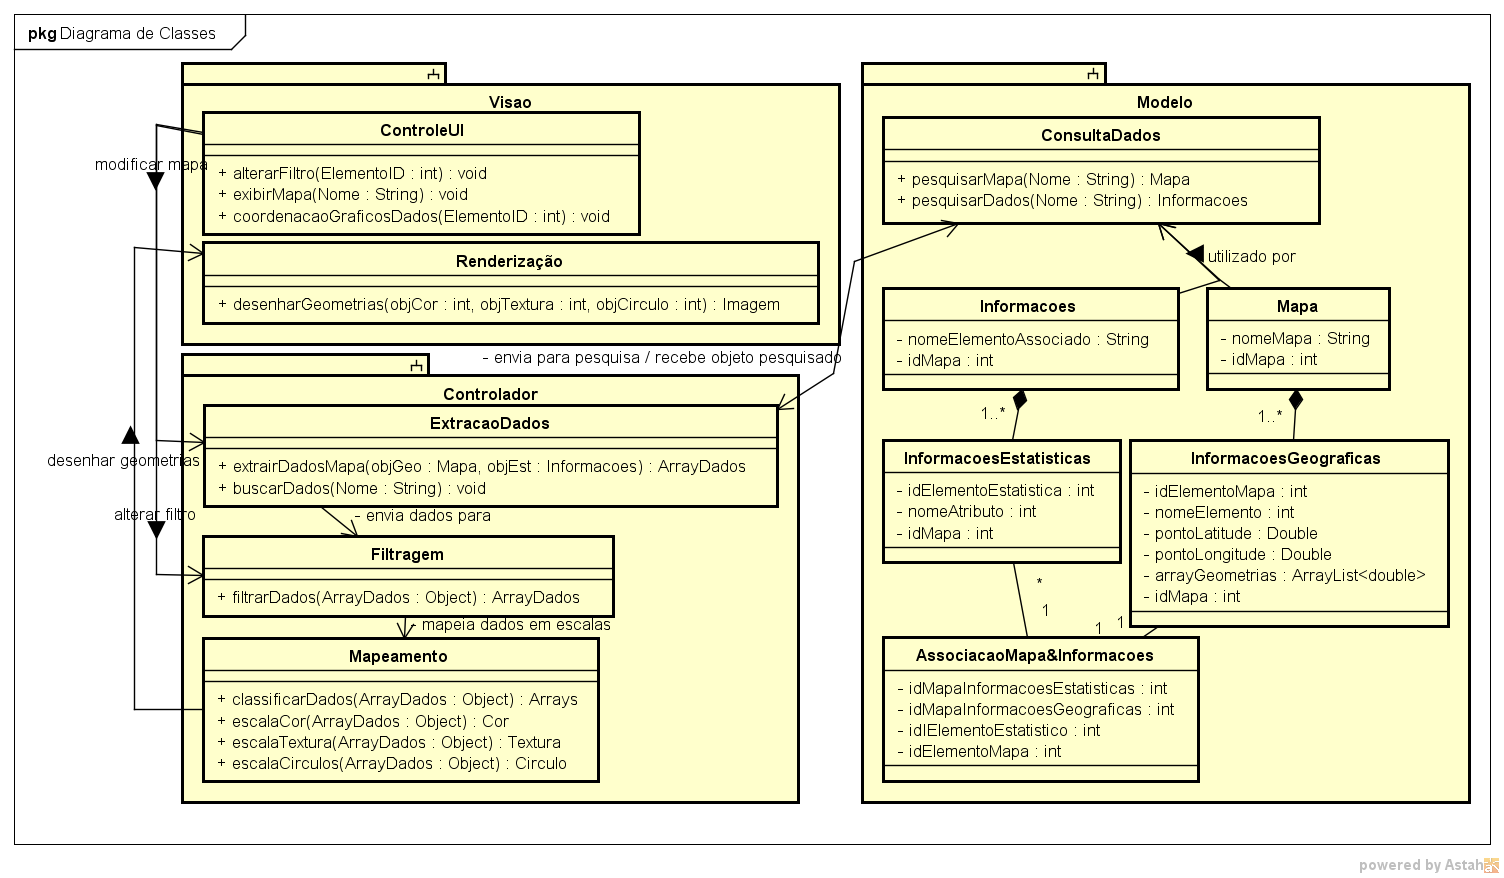 pkg Diagrama de Classes
Visao
ControleUI
+ alterarFiltro(ElementoID : int) : void
+ exibirMapa(Nome : String) : void
+ coordenacaoGraficosDados(ElementoID : int) : void
modificar mapa
Renderização
+ desenharGeometrias(objCor : int, objTextura : int, objCirculo : int) : Imagem
- envia para pesquisa / recebe objeto pesquisado
Controlador
ExtracaoDados
+ extrairDadosMapa(objGeo : Mapa, objEst : Informacoes) : ArrayDados
+ buscarDados(Nome : String) : void
desenhar geometrias
- envia dados para
alterar filtro
Filtragem
+ filtrarDados(ArrayDados : Object) : ArrayDados
- mapeia dados em escalas
Mapeamento
+ classificarDados(ArrayDados : Object) : Arrays
+ escalaCor(ArrayDados : Object) : Cor
+ escalaTextura(ArrayDados : Object) : Textura
+ escalaCirculos(ArrayDados : Object) : Circulo
Modelo
ConsultaDados
+ pesquisarMapa(Nome : String) : Mapa
+ pesquisarDados(Nome : String) : Informacoes
utilizado por
Informacoes
- nomeElementoAssociado : String
- idMapa : int
Mapa
- nomeMapa : String
- idMapa : int
1..*
1..*
InformacoesEstatisticas
- idElementoEstatistica : int
- nomeAtributo : int
- idMapa : int
InformacoesGeograficas
- idElementoMapa : int
- nomeElemento : int
- pontoLatitude : Double
- pontoLongitude : Double
- arrayGeometrias : ArrayList<double>
- idMapa : int
*
1
1
1
AssociacaoMapa&Informacoes
- idMapaInformacoesEstatisticas : int
- idMapaInformacoesGeograficas : int
- idIElementoEstatistico : int
- idElementoMapa : int
powered by Astah